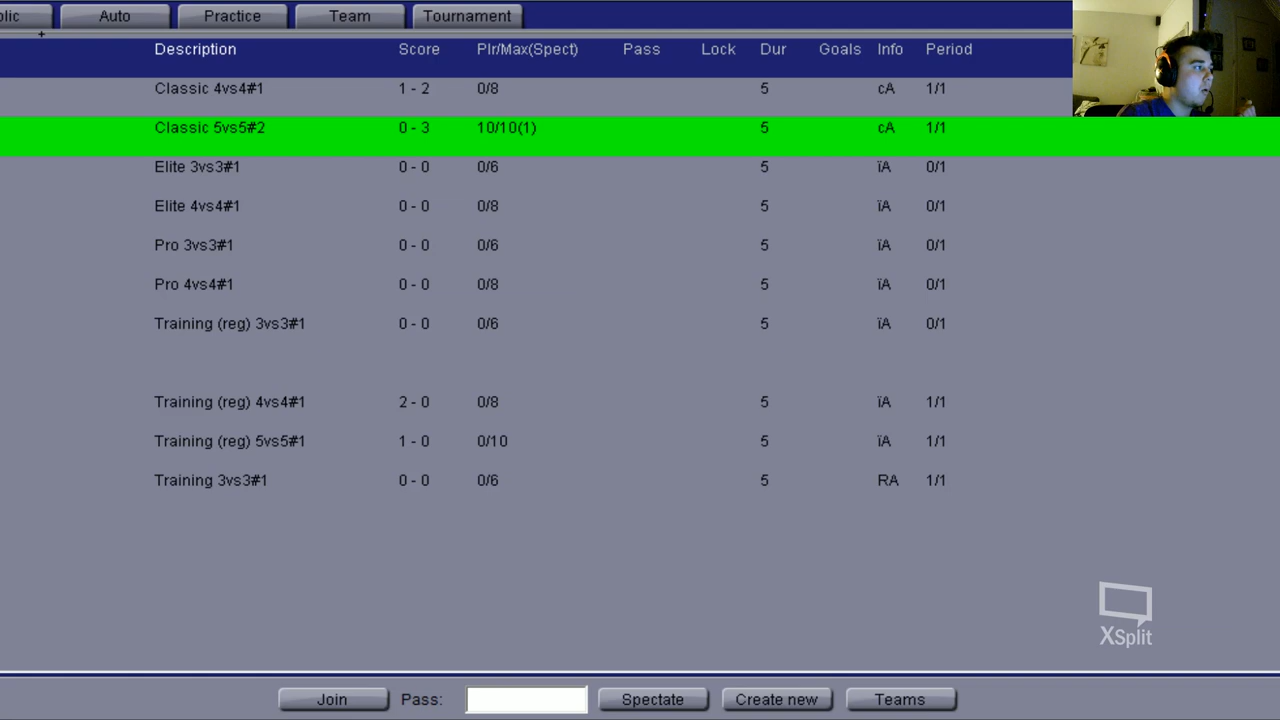 olic Auto Practice Team Tournament
Description Score Plr/Max(Spect) Pass Lock Dur Goals Info Period
Classic 4vs4#1 1 - 2 0/8 5 cA 1/1
Classic 5vs5#2 0 - 3 10/10(1) 5 cA 1/1
Elite 3vs3#1 0 - 0 0/6 5 ïA 0/1
Elite 4vs4#1 0 - 0 0/8 5 ïA 0/1
Pro 3vs3#1 0 - 0 0/6 5 ïA 0/1
Pro 4vs4#1 0 - 0 0/8 5 ïA 0/1
Training (reg) 3vs3#1 0 - 0 0/6 5 ïA 0/1
Training (reg) 4vs4#1 2 - 0 0/8 5 ïA 1/1
Training (reg) 5vs5#1 1 - 0 0/10 5 ïA 1/1
Training 3vs3#1 0 - 0 0/6 5 RA 1/1
XSplit
Join Pass: Spectate Create new Teams